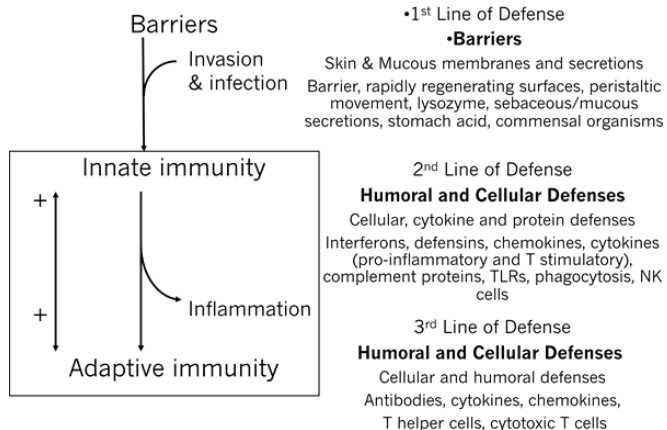 Barriers
Invasion
& infection
Innate immunity
+
+
Inflammation
Adaptive immunity
•1st Line of Defense
•Barriers
Skin & Mucous membranes and secretions
Barrier, rapidly regenerating surfaces, peristaltic
movement, lysozyme, sebaceous/mucous
secretions, stomach acid, commensal organisms
2nd Line of Defense
Humoral and Cellular Defenses
Cellular, cytokine and protein defenses
Interferons, defensins, chemokines, cytokines
(pro-inflammatory and T stimulatory),
complement proteins, TLRs, phagocytosis, NK
cells
3rd Line of Defense
Humoral and Cellular Defenses
Cellular and humoral defenses
Antibodies, cytokines, chemokines,
T helper cells, cytotoxic T cells